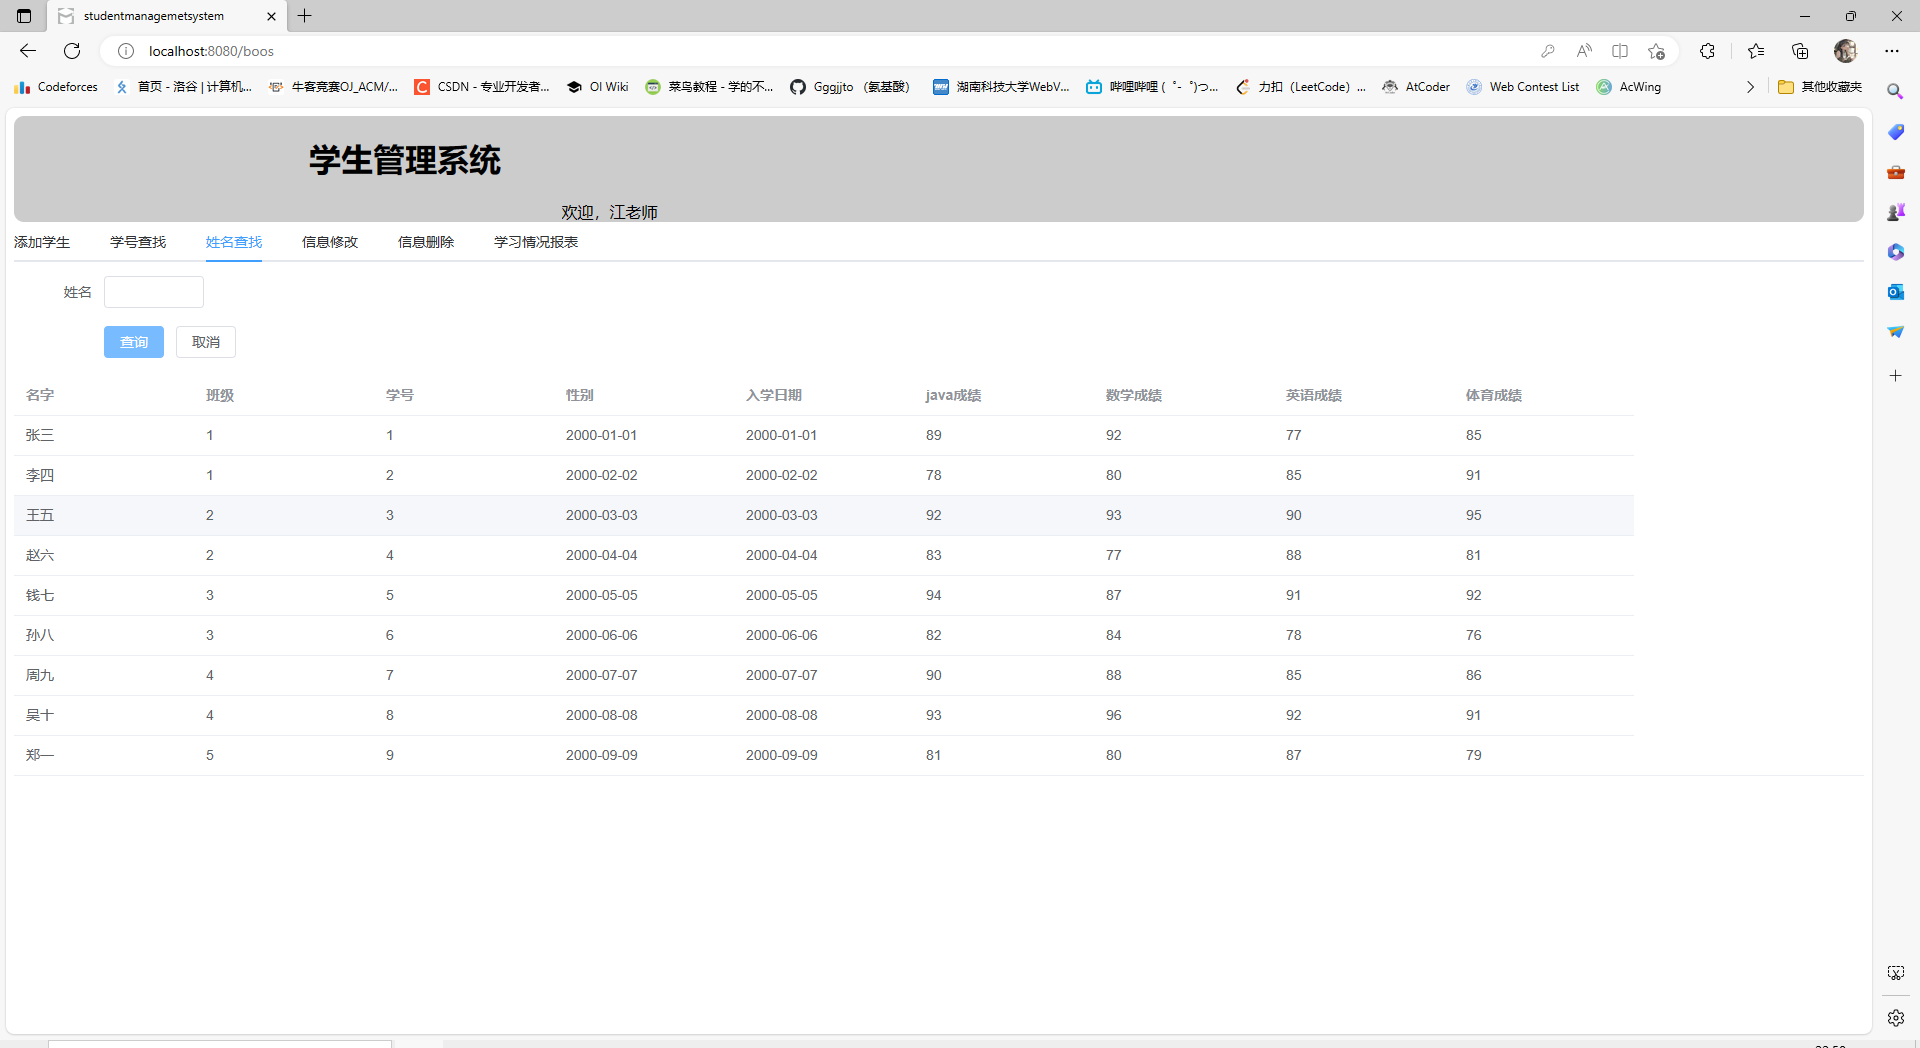 studentmanagemetsystem
localhost:8080/boos
Codeforces 首页 - 洛谷 | 计算机... 牛客竞赛OJ_ACM/... CSDN - 专业开发者... OI Wiki 菜鸟教程 - 学的不... Gggjjto （氨基酸） 湖南科技大学WebV... 哔哩哔哩 (゜-゜)つ... 力扣（LeetCode）... AtCoder Web Contest List AcWing 其他收藏夹
学生管理系统
欢迎，江老师
添加学生 学号查找 姓名查找 信息修改 信息删除 学习情况报表
姓名
查询 取消
名字 班级 学号 性别 入学日期 java成绩 数学成绩 英语成绩 体育成绩
张三 1 1 2000-01-01 2000-01-01 89 92 77 85
李四 1 2 2000-02-02 2000-02-02 78 80 85 91
王五 2 3 2000-03-03 2000-03-03 92 93 90 95
赵六 2 4 2000-04-04 2000-04-04 83 77 88 81
钱七 3 5 2000-05-05 2000-05-05 94 87 91 92
孙八 3 6 2000-06-06 2000-06-06 82 84 78 76
周九 4 7 2000-07-07 2000-07-07 90 88 85 86
吴十 4 8 2000-08-08 2000-08-08 93 96 92 91
郑一 5 9 2000-09-09 2000-09-09 81 80 87 79